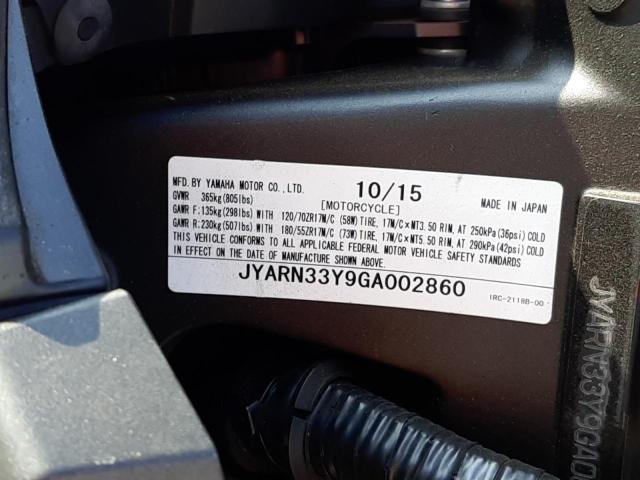 MFD. BY YAMAHA MOTOR CO., LTD. 10/15 MADE IN JAPAN
GVWR 365kg(805lbs) [MOTORCYCLE]
GAWR F:135kg(298lbs)WITH 120/70ZR17M/C (58W)TIRE, 17M/C×MT3.50 RIM, AT 250kPa(36psi)COLD
GAWR R:230kg(507lbs)WITH 180/55ZR17M/C (73W)TIRE, 17M/C×MT5.50 RIM, AT 290kPa(42psi)COLD
THIS VEHICLE CONFORMS TO ALL APPLICABLE FEDERAL MOTOR VEHICLE SAFETY STANDARDS
IN EFFECT ON THE DATE OF MANUFACTURE SHOWN ABOVE.
JYARN33Y9GA002860
1RC-2118B-00
JYARN33Y9GA00